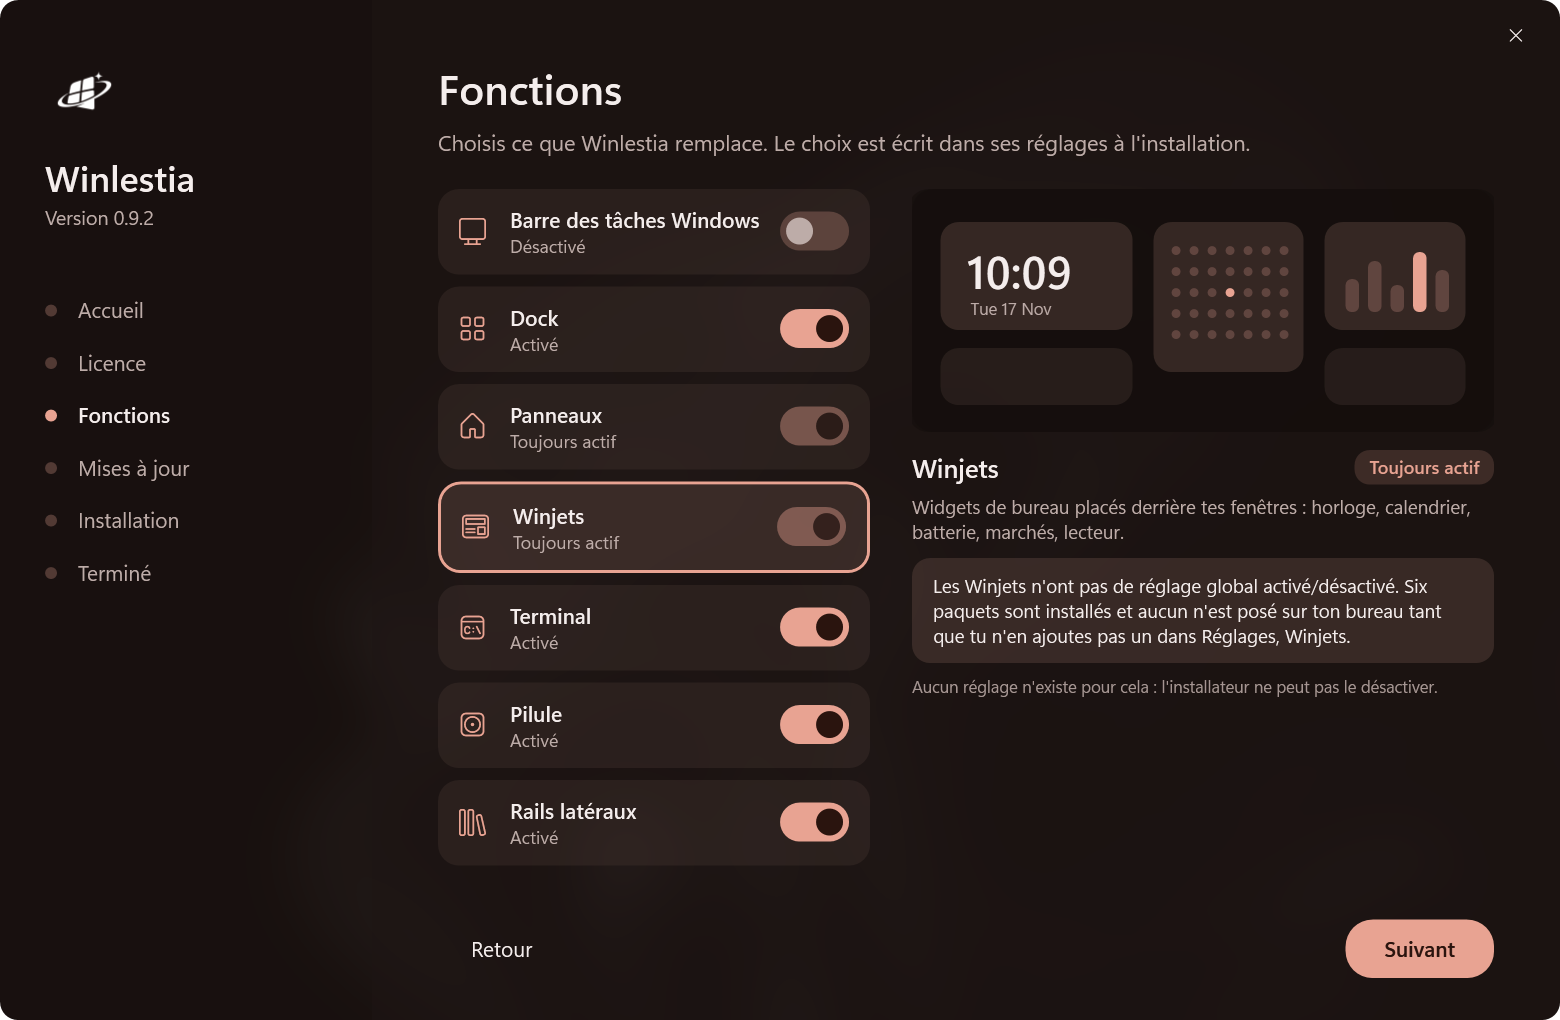 Winlestia
Version 0.9.2
Accueil
Licence
Fonctions
Mises à jour
Installation
Terminé
Fonctions
Choisis ce que Winlestia remplace. Le choix est écrit dans ses réglages à l'installation.
Barre des tâches Windows
Désactivé
Dock
Activé
Panneaux
Toujours actif
Winjets
Toujours actif
C:\
Terminal
Activé
Pilule
Activé
Rails latéraux
Activé
10:09
Tue 17 Nov
Winjets
Toujours actif
Widgets de bureau placés derrière tes fenêtres : horloge, calendrier,
batterie, marchés, lecteur.
Les Winjets n'ont pas de réglage global activé/désactivé. Six
paquets sont installés et aucun n'est posé sur ton bureau tant
que tu n'en ajoutes pas un dans Réglages, Winjets.
Aucun réglage n'existe pour cela : l'installateur ne peut pas le désactiver.
Retour
Suivant